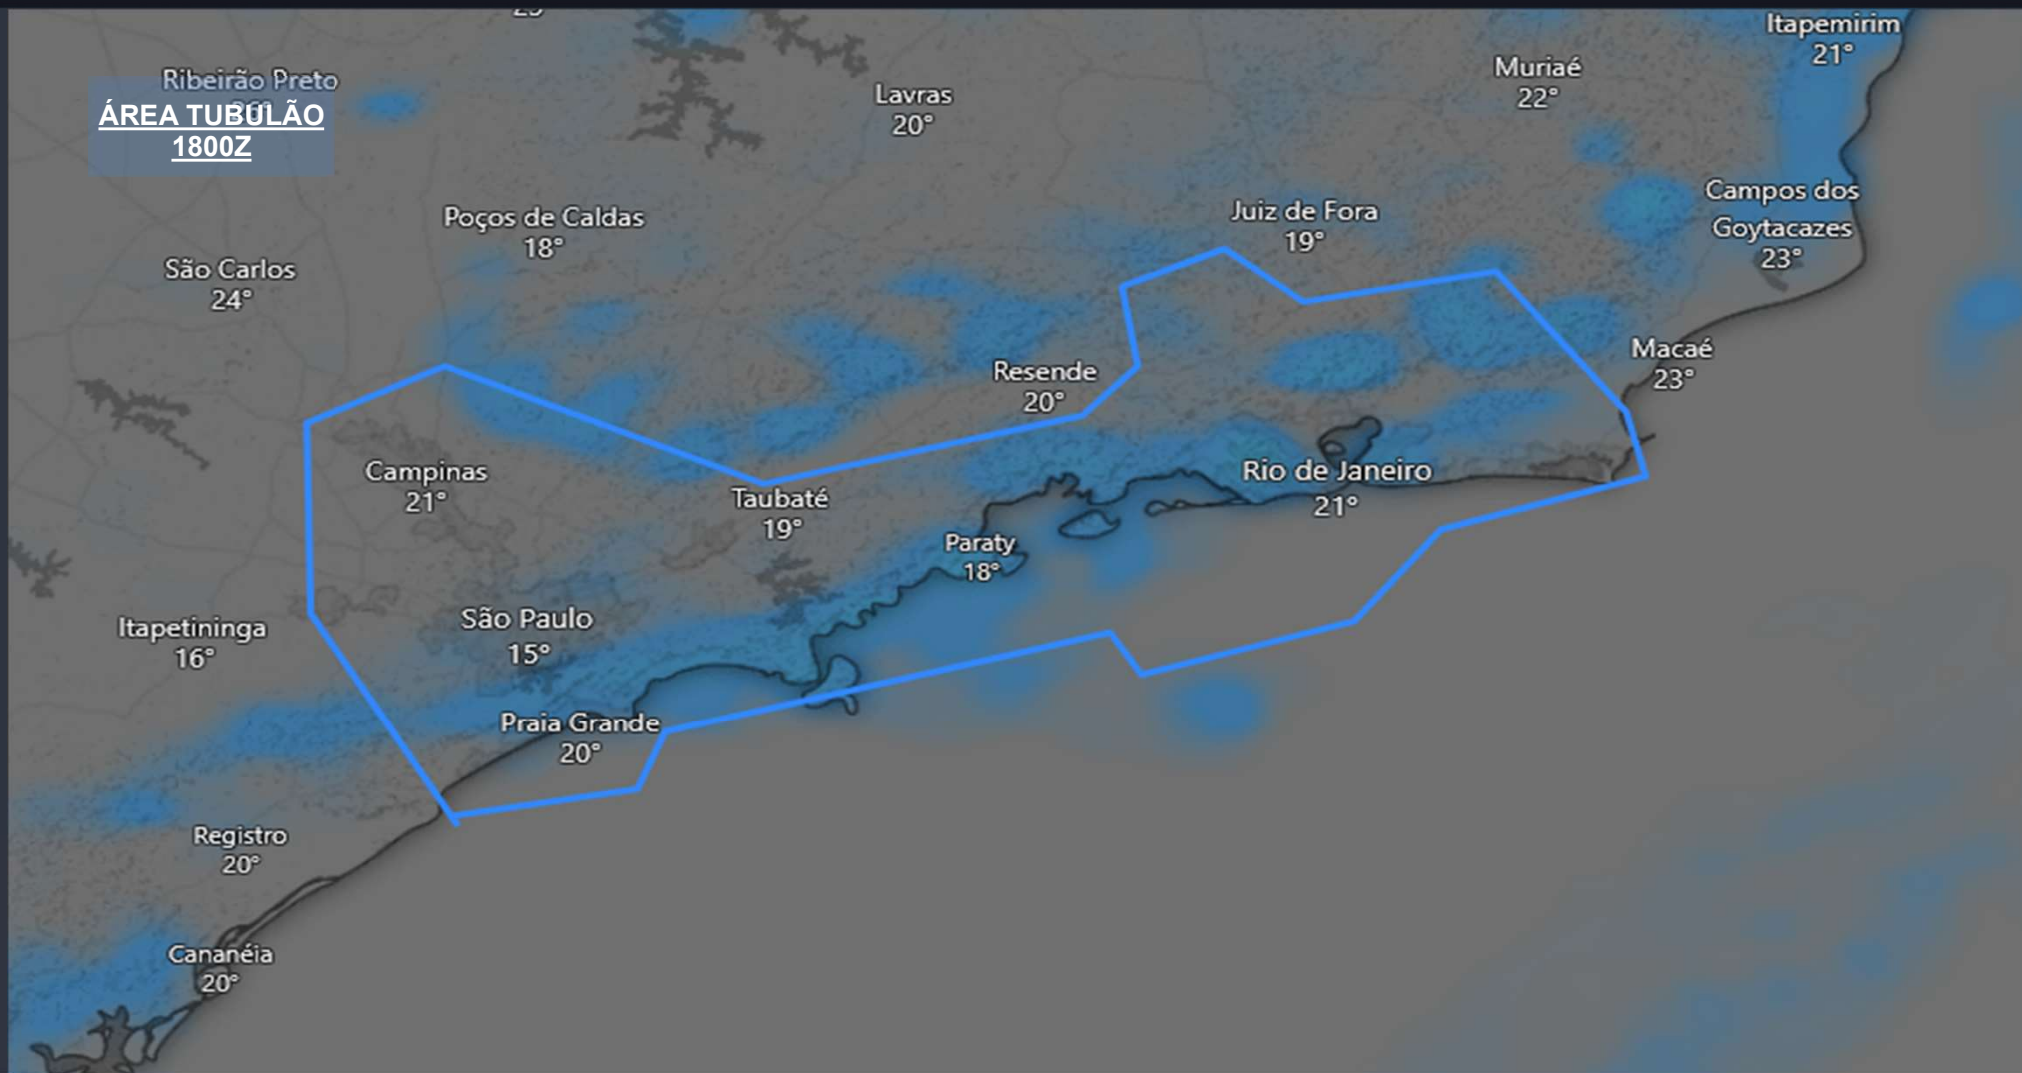 Itapemirim
21°
Ribeirão Preto
ÁREA TUBULÃO
1800Z
Muriaé
22°
Lavras
20°
Campos dos
Goytacazes
23°
Poços de Caldas
18°
Juiz de Fora
19°
São Carlos
24°
Macaé
23°
Resende
20°
Campinas
21°
Taubaté
19°
Rio de Janeiro
21°
Paraty
18°
Itapetininga
16°
São Paulo
15°
Praia Grande
20°
Registro
20°
Cananéia
20°